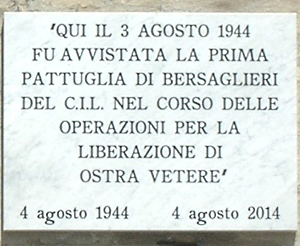 'QUI IL 3 AGOSTO 1944
FU AVVISTATA LA PRIMA
PATTUGLIA DI BERSAGLIERI
DEL C.I.L. NEL CORSO DELLE
OPERAZIONI PER LA
LIBERAZIONE DI
OSTRA VETERE'
4 agosto 1944 4 agosto 2014